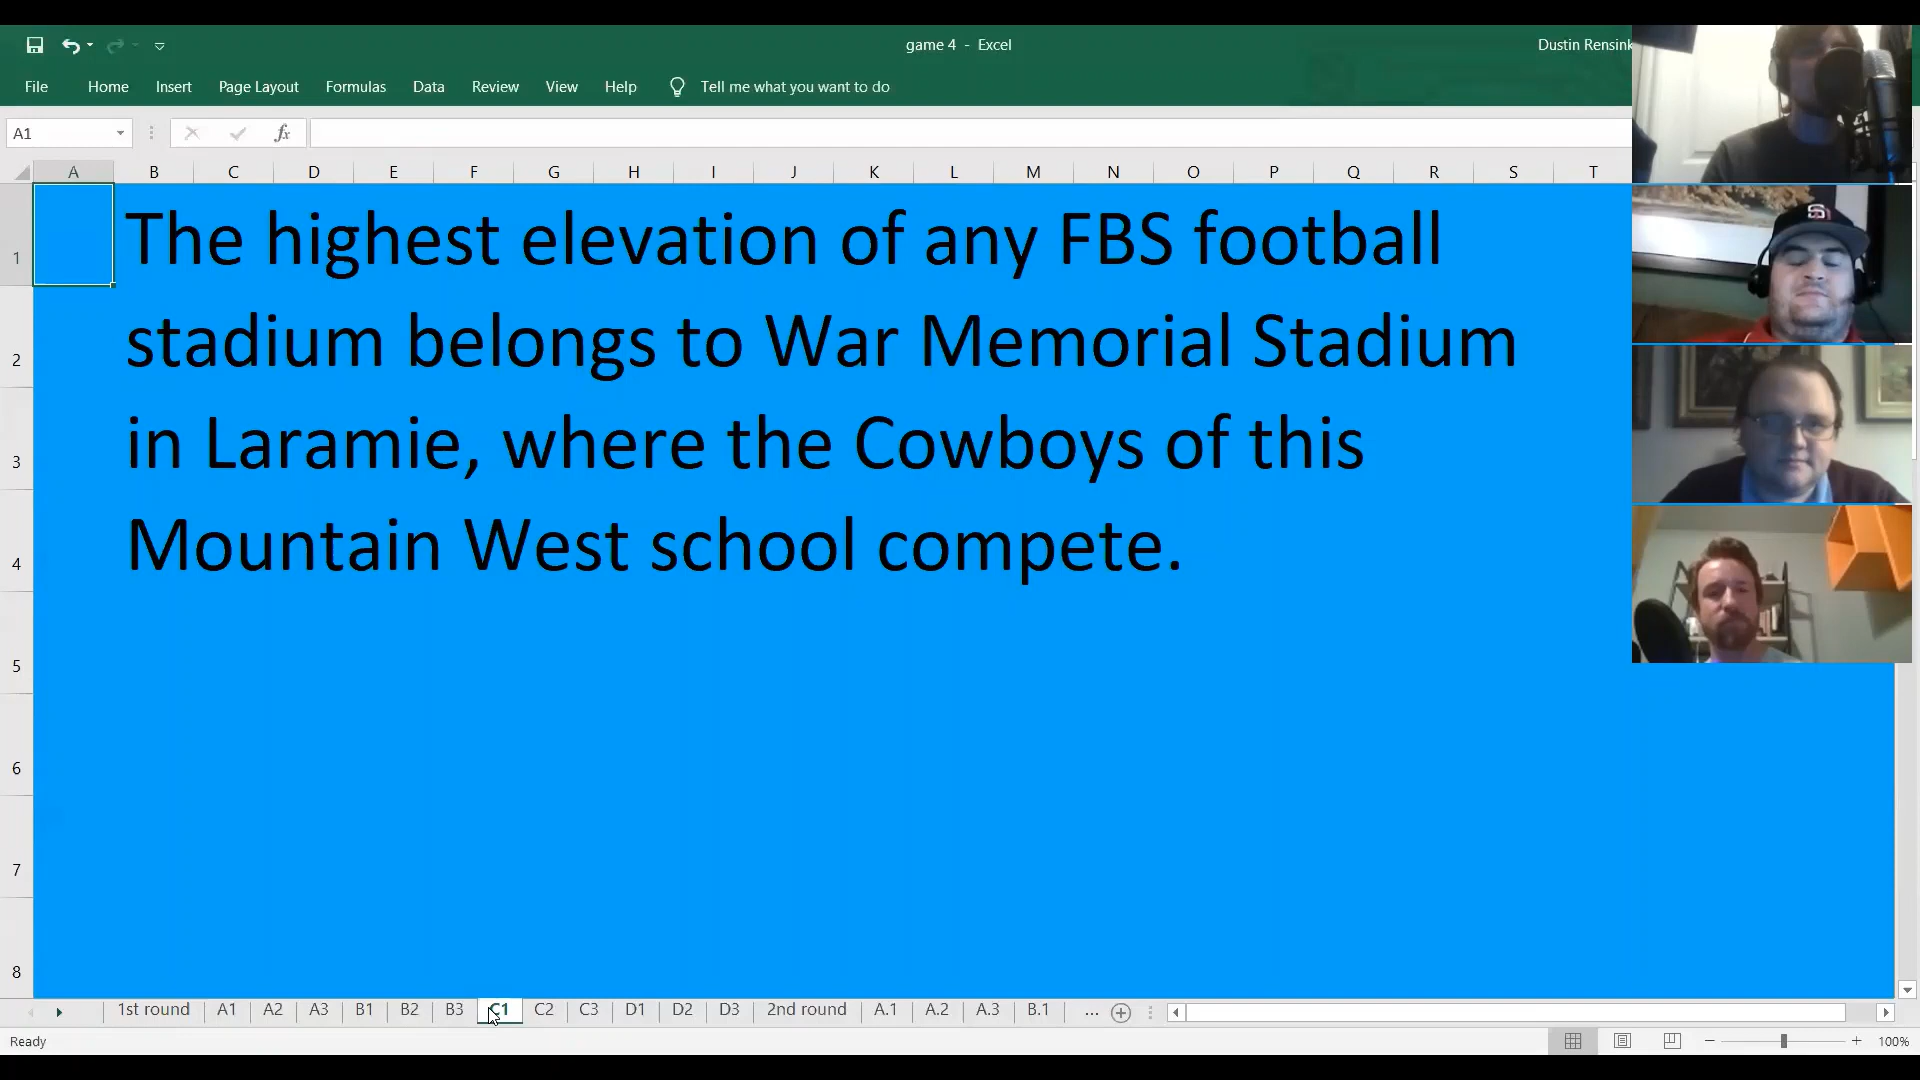 game 4 - Excel
Dustin Rensink
File Home Insert Page Layout Formulas Data Review View Help Tell me what you want to do
A1 fx
A B C D E F G H I J K L M N O P Q R S T
1 The highest elevation of any FBS football
2 stadium belongs to War Memorial Stadium
3 in Laramie, where the Cowboys of this
4 Mountain West school compete.
5
6
7
8
1st round A1 A2 A3 B1 B2 B3 C1 C2 C3 D1 D2 D3 2nd round A.1 A.2 A.3 B.1 ...
Ready 100%